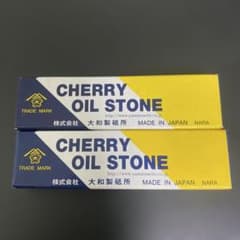 CHERRY
OIL STONE
TRADE MARK
株式会社 大和製砥所 MADE IN JAPAN NARA
CHERRY
OIL STONE
TRADE MARK
株式会社 大和製砥所 MADE IN JAPAN NARA